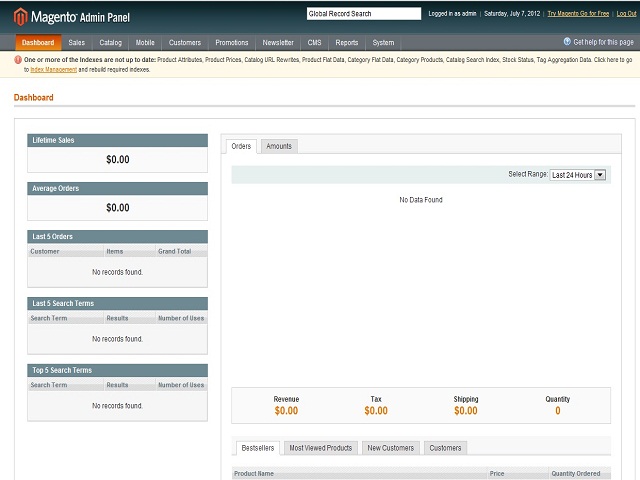 Magento Admin Panel
Global Record Search
Logged in as admin | Saturday, July 7, 2012 | Try Magento Go for Free | Log Out
Dashboard Sales Catalog Mobile Customers Promotions Newsletter CMS Reports System Get help for this page
One or more of the Indexes are not up to date: Product Attributes, Product Prices, Catalog URL Rewrites, Product Flat Data, Category Flat Data, Category Products, Catalog Search Index, Stock Status, Tag Aggregation Data. Click here to go
to Index Management and rebuild required indexes.
Dashboard
Lifetime Sales
$0.00
Average Orders
$0.00
Last 5 Orders
Customer Items Grand Total
No records found.
Last 5 Search Terms
Search Term Results Number of Uses
No records found.
Top 5 Search Terms
Search Term Results Number of Uses
No records found.
Orders Amounts
Select Range: Last 24 Hours
No Data Found
Revenue Tax Shipping Quantity
$0.00 $0.00 $0.00 0
Bestsellers Most Viewed Products New Customers Customers
Product Name Price Quantity Ordered